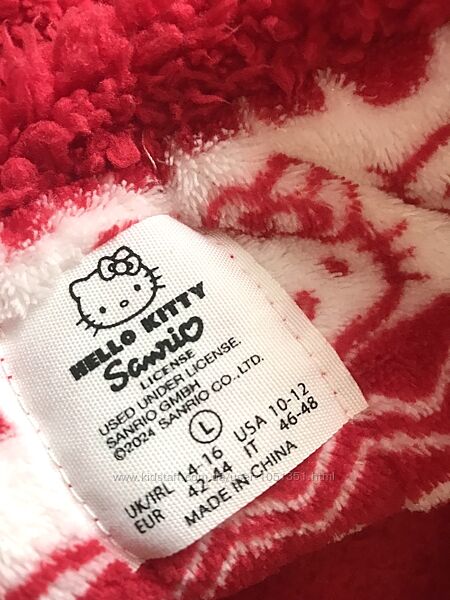 HELLO KITTY
Sanrio
LICENSE
USED UNDER LICENSE.
SANRIO GMBH
©2024 SANRIO CO., LTD.
L
UK/IRL 14-16 USA 10-12
EUR 42-44 IT 46-48
MADE IN CHINA